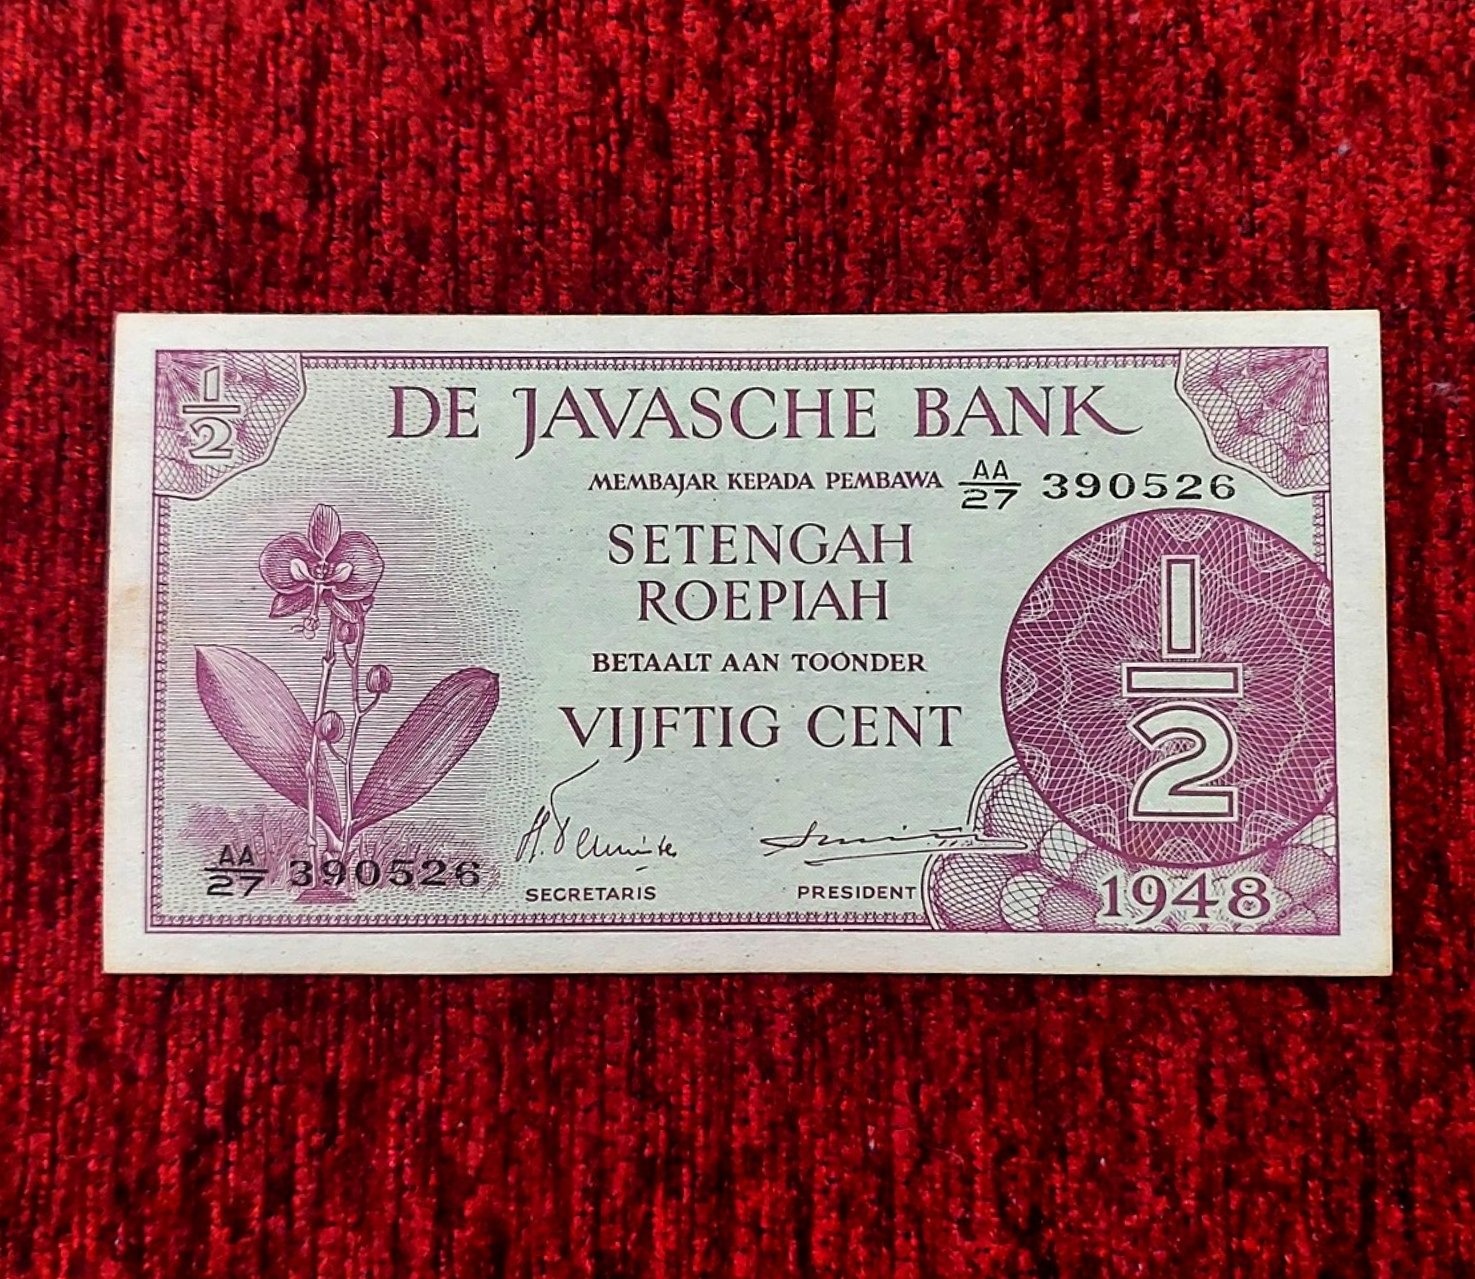 1/2
DE JAVASCHE BANK
MEMBAJAR KEPADA PEMBAWA
AA/27 390526
SETENGAH
ROEPIAH
BETAALT AAN TOONDER
VIJFTIG CENT
1/2
AA/27 390526
SECRETARIS
PRESIDENT
1948